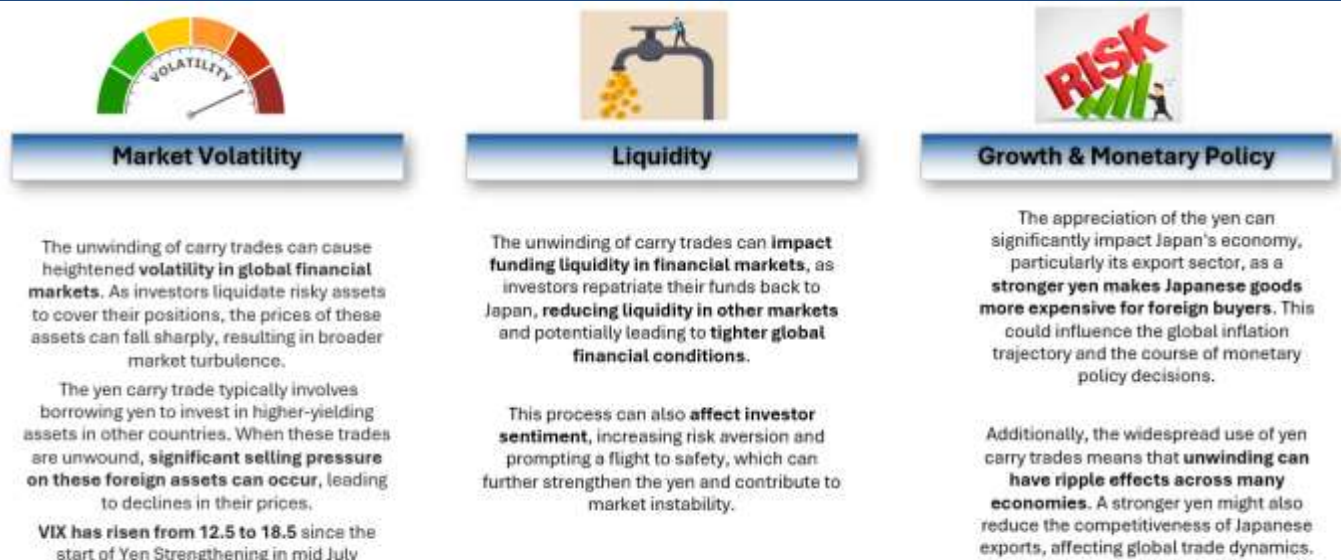 VOLATILITY
Market Volatility
The unwinding of carry trades can cause
heightened volatility in global financial
markets. As investors liquidate risky assets
to cover their positions, the prices of these
assets can fall sharply, resulting in broader
market turbulence.
The yen carry trade typically involves
borrowing yen to invest in higher-yielding
assets in other countries. When these trades
are unwound, significant selling pressure
on these foreign assets can occur, leading
to declines in their prices.
VIX has risen from 12.5 to 18.5 since the
start of Yen Strengthening in mid July
Liquidity
The unwinding of carry trades can impact
funding liquidity in financial markets, as
investors repatriate their funds back to
Japan, reducing liquidity in other markets
and potentially leading to tighter global
financial conditions.
This process can also affect investor
sentiment, increasing risk aversion and
prompting a flight to safety, which can
further strengthen the yen and contribute to
market instability.
RISK
Growth & Monetary Policy
The appreciation of the yen can
significantly impact Japan's economy,
particularly its export sector, as a
stronger yen makes Japanese goods
more expensive for foreign buyers. This
could influence the global inflation
trajectory and the course of monetary
policy decisions.
Additionally, the widespread use of yen
carry trades means that unwinding can
have ripple effects across many
economies. A stronger yen might also
reduce the competitiveness of Japanese
exports, affecting global trade dynamics.